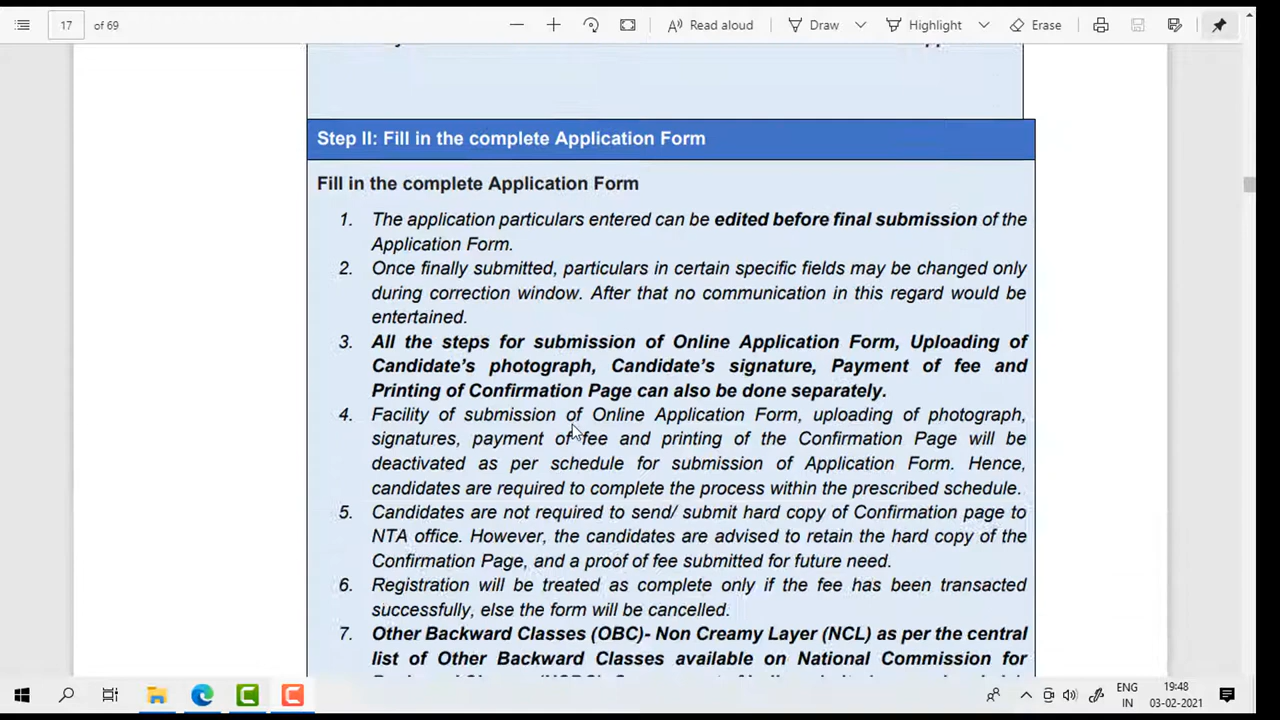 17 of 69 Read aloud Draw Highlight Erase
Step II: Fill in the complete Application Form
Fill in the complete Application Form
1. The application particulars entered can be edited before final submission of the
Application Form.
2. Once finally submitted, particulars in certain specific fields may be changed only
during correction window. After that no communication in this regard would be
entertained.
3. All the steps for submission of Online Application Form, Uploading of
Candidate's photograph, Candidate's signature, Payment of fee and
Printing of Confirmation Page can also be done separately.
4. Facility of submission of Online Application Form, uploading of photograph,
signatures, payment of fee and printing of the Confirmation Page will be
deactivated as per schedule for submission of Application Form. Hence,
candidates are required to complete the process within the prescribed schedule.
5. Candidates are not required to send/ submit hard copy of Confirmation page to
NTA office. However, the candidates are advised to retain the hard copy of the
Confirmation Page, and a proof of fee submitted for future need.
6. Registration will be treated as complete only if the fee has been transacted
successfully, else the form will be cancelled.
7. Other Backward Classes (OBC)- Non Creamy Layer (NCL) as per the central
list of Other Backward Classes available on National Commission for
ENG
IN
19:48
03-02-2021